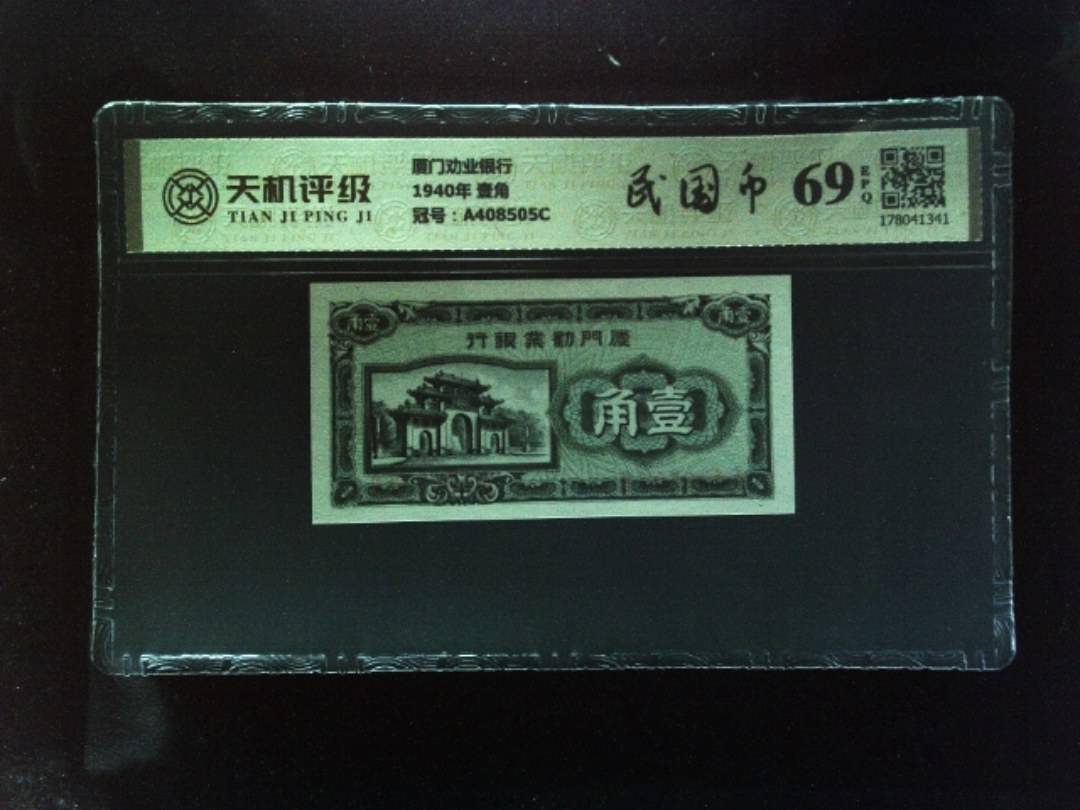 天机评级
TIAN JI PING JI
厦门劝业银行
1940年 壹角
冠号：A408505C
民国币
69
EPQ
178041341
角壹
角壹
行銀業勸門廈
角壹